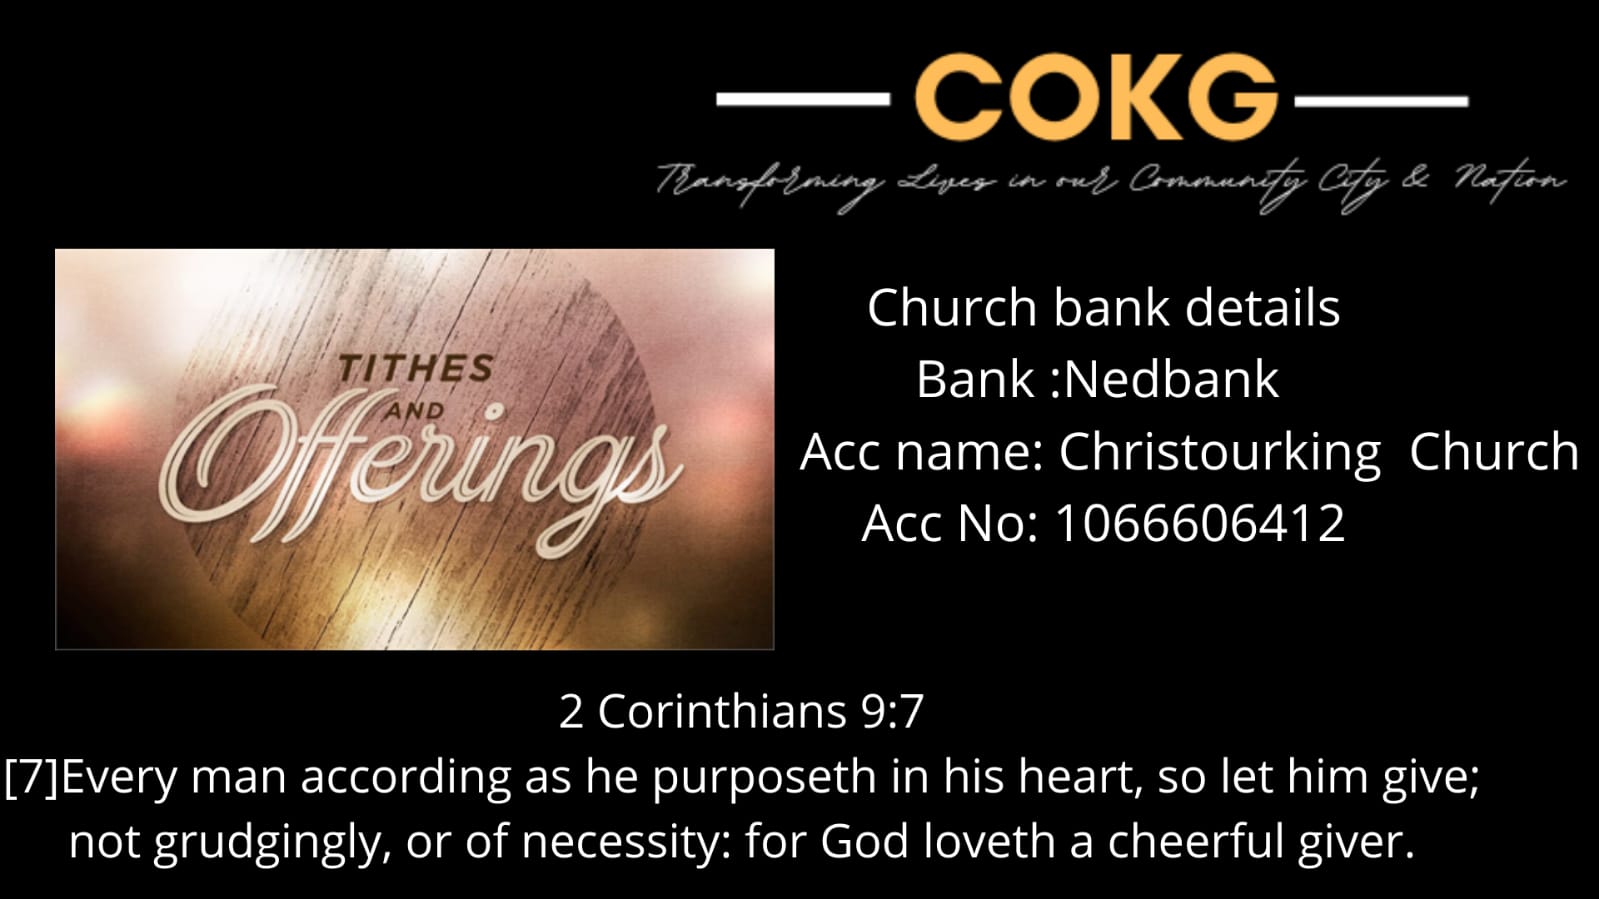 COKG
Transforming Lives in our Community City & Nation
TITHES
AND
Offerings
Church bank details
Bank :Nedbank
Acc name: Christourking  Church
Acc No: 1066606412
2 Corinthians 9:7
[7]Every man according as he purposeth in his heart, so let him give;
not grudgingly, or of necessity: for God loveth a cheerful giver.